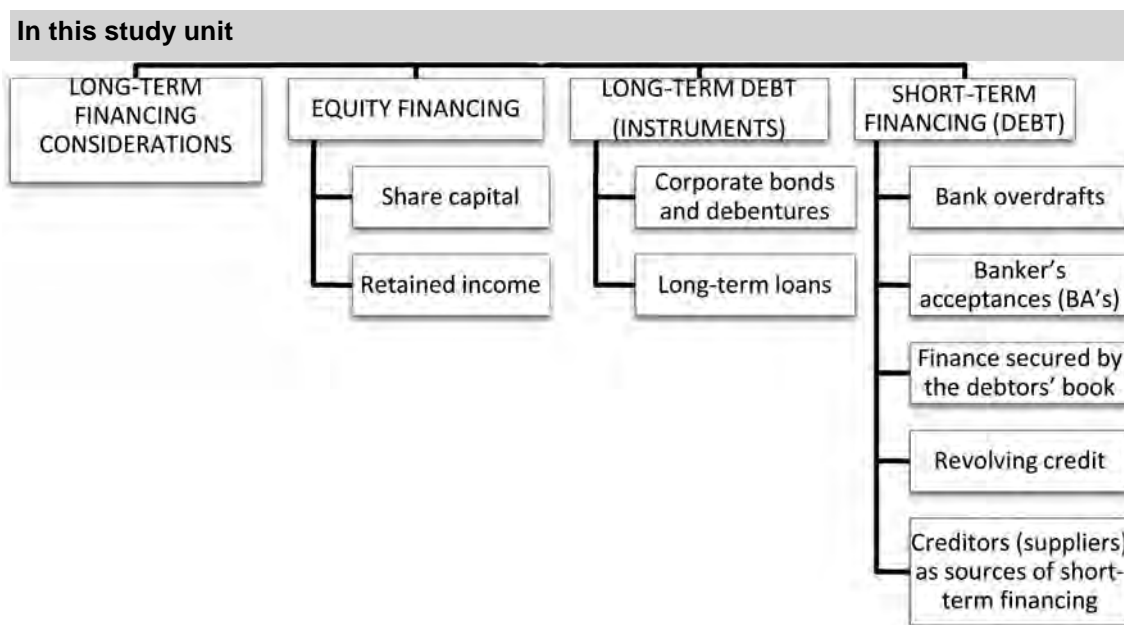 In this study unit
LONG-TERM
FINANCING
CONSIDERATIONS
EQUITY FINANCING
Share capital
Retained income
LONG-TERM DEBT
(INSTRUMENTS)
Corporate bonds
and debentures
Long-term loans
SHORT-TERM
FINANCING (DEBT)
Bank overdrafts
Banker's
acceptances (BA's)
Finance secured by
the debtors' book
Revolving credit
Creditors (suppliers)
as sources of short-
term financing